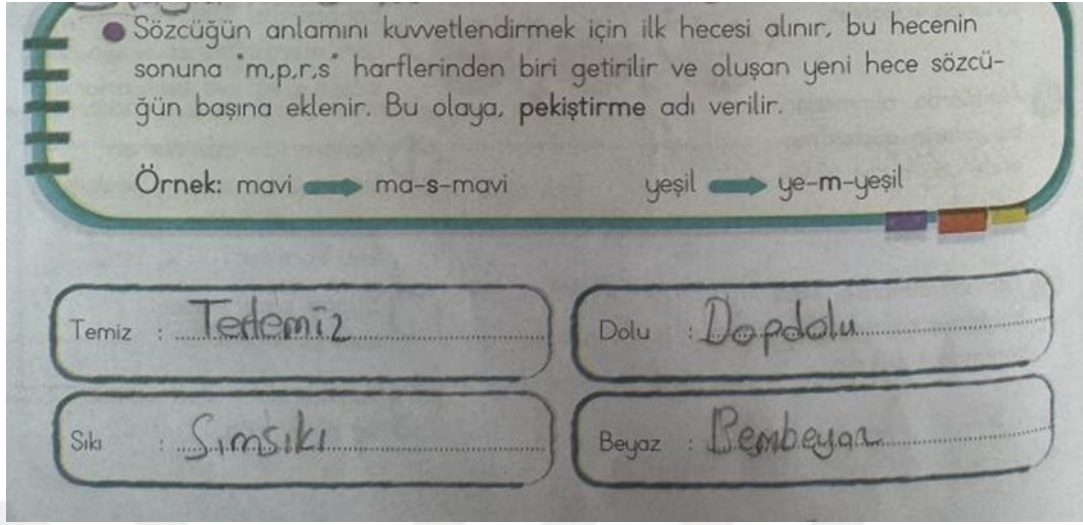 Sözcüğün anlamını kuvvetlendirmek için ilk hecesi alınır, bu hecenin
sonuna "m,p,r,s" harflerinden biri getirilir ve oluşan yeni hece sözcü-
ğün başına eklenir. Bu olaya, pekiştirme adı verilir.
Örnek: mavi ma-s-mavi yeşil ye-m-yeşil
Temiz : Tertemiz Dolu : Dopdolu
Sıkı : Sımsıkı Beyaz : Bembeyaz